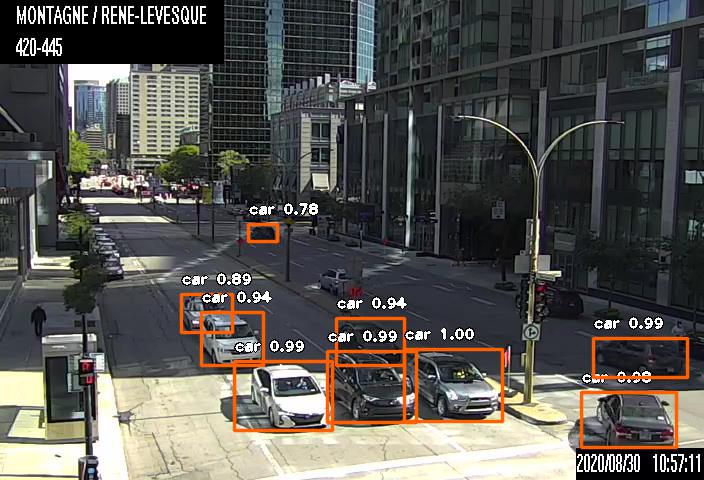 MONTAGNE / RENE-LEVESQUE
420-445
car 0.78
car 0.89
car 0.94
car 0.94
car 0.99
car 0.99
car 1.00
car 0.99
car 0.98
2020/08/30 10:57:11